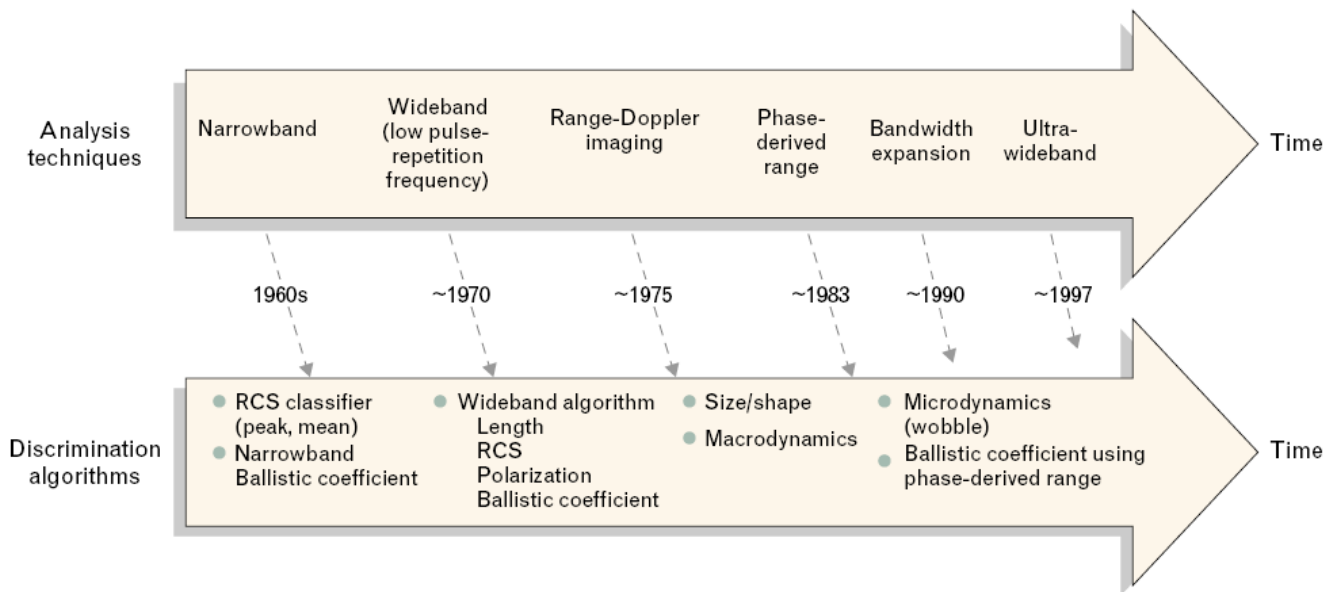 Analysis
techniques
Narrowband
Wideband
(low pulse-
repetition
frequency)
Range-Doppler
imaging
Phase-
derived
range
Bandwidth
expansion
Ultra-
wideband
Time
1960s
~1970
~1975
~1983
~1990
~1997
Discrimination
algorithms
RCS classifier
(peak, mean)
Narrowband
Ballistic coefficient
Wideband algorithm
Length
RCS
Polarization
Ballistic coefficient
Size/shape
Macrodynamics
Microdynamics
(wobble)
Ballistic coefficient using
phase-derived range
Time